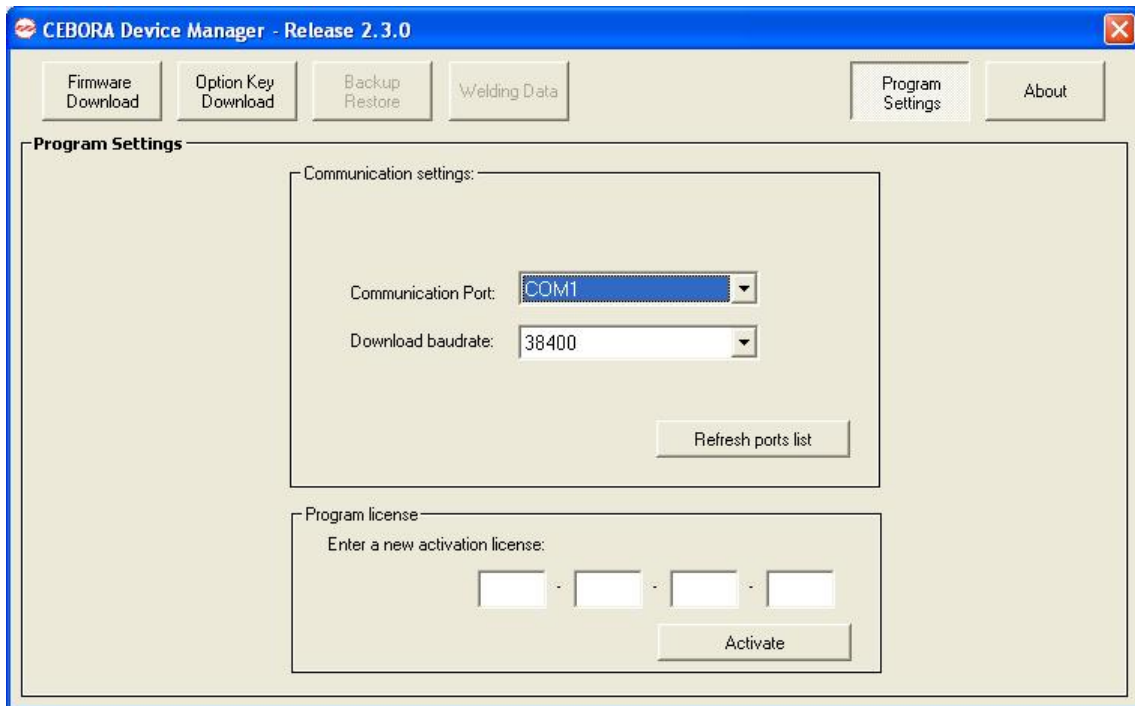 CEBORA Device Manager - Release 2.3.0
Firmware
Download
Option Key
Download
Backup
Restore
Welding Data
Program
Settings
About
Program Settings
Communication settings:
Communication Port:
COM1
Download baudrate:
38400
Refresh ports list
Program license
Enter a new activation license:
- - -
Activate